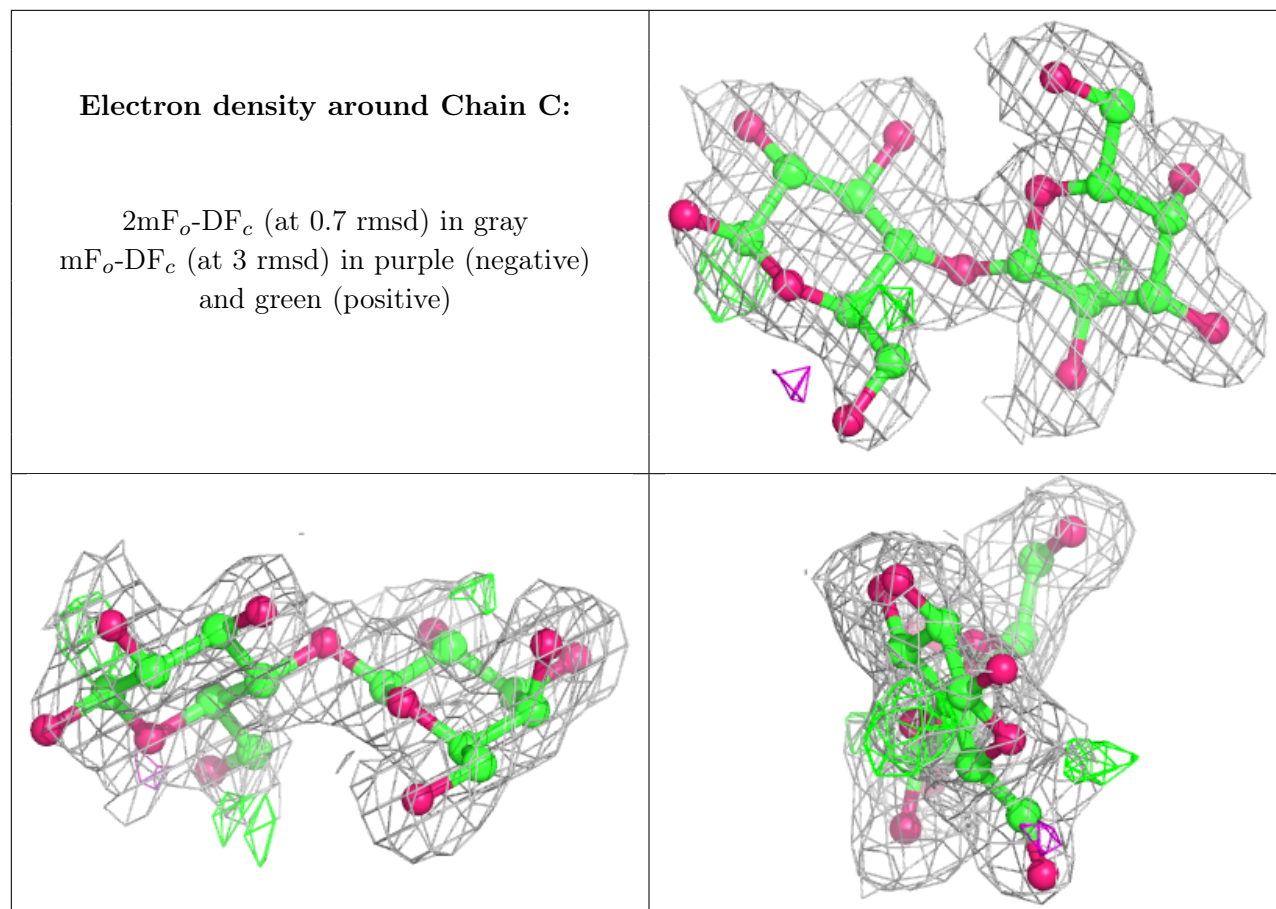 Electron density around Chain C:
2mFo-DFc (at 0.7 rmsd) in gray
mFo-DFc (at 3 rmsd) in purple (negative)
and green (positive)